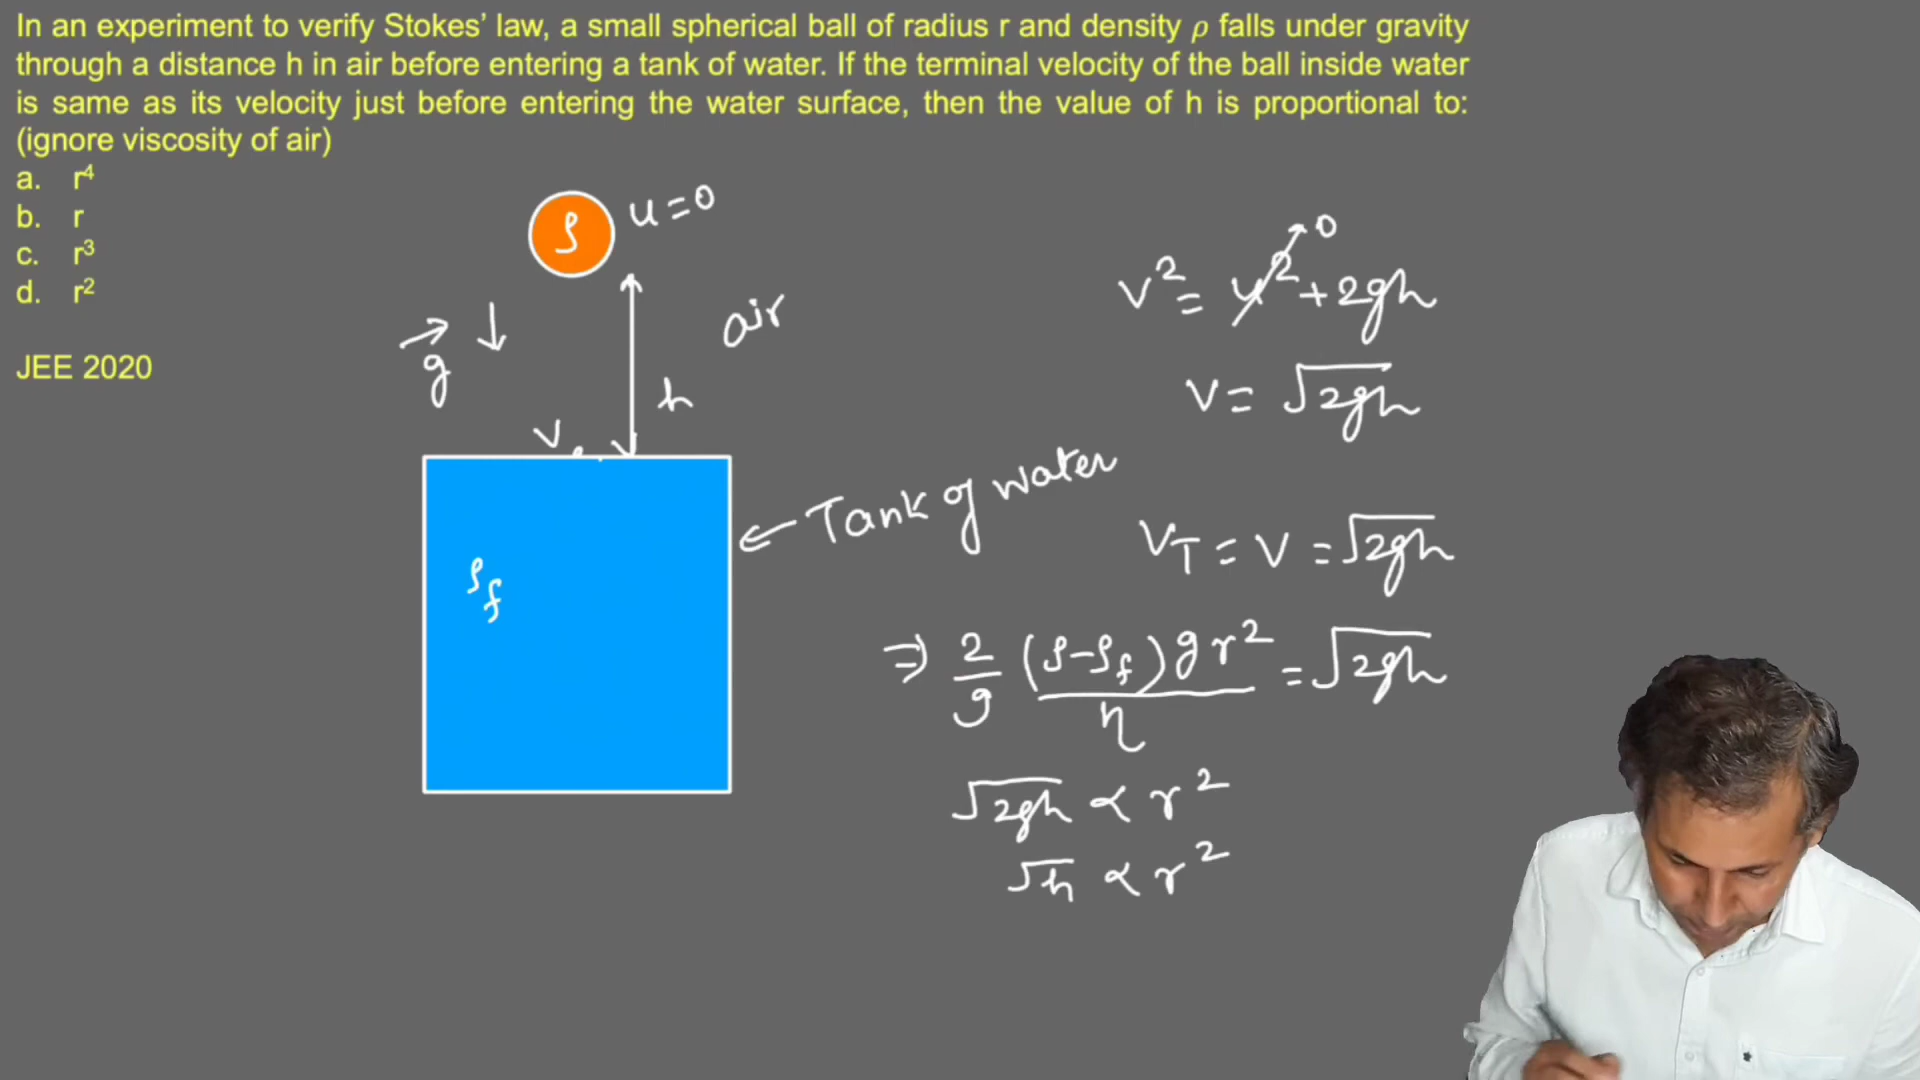 In an experiment to verify Stokes’ law, a small spherical ball of radius r and density ρ falls under gravity
through a distance h in air before entering a tank of water. If the terminal velocity of the ball inside water
is same as its velocity just before entering the water surface, then the value of h is proportional to:
(ignore viscosity of air)
a. r⁴
b. r
c. r³
d. r²
JEE 2020
ρ u=0
g⃗ ↓
air
h
v
← Tank of water
ρ_f
v² = u²↗0 + 2gh
v = √2gh
V_T = V = √2gh
⇒ 2/9 (ρ-ρ_f)gr²/η = √2gh
√2gh ∝ r²
√h ∝ r²